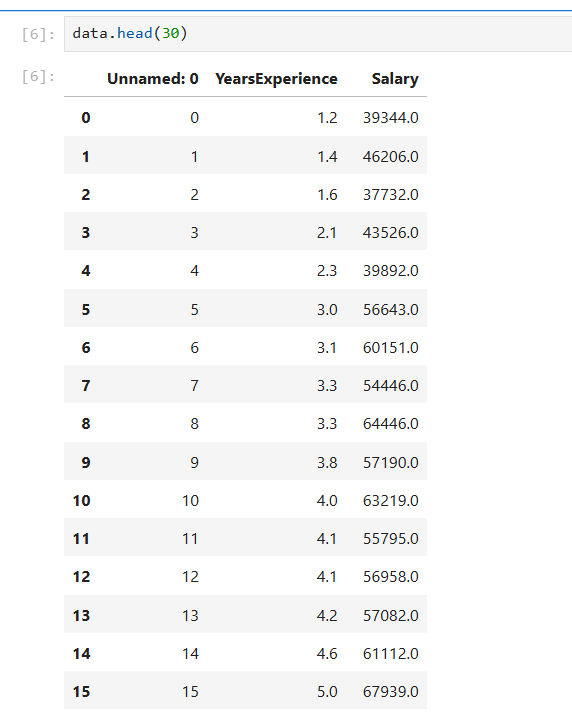 [6]: data.head(30)
[6]:
Unnamed: 0 YearsExperience Salary
0 0 1.2 39344.0
1 1 1.4 46206.0
2 2 1.6 37732.0
3 3 2.1 43526.0
4 4 2.3 39892.0
5 5 3.0 56643.0
6 6 3.1 60151.0
7 7 3.3 54446.0
8 8 3.3 64446.0
9 9 3.8 57190.0
10 10 4.0 63219.0
11 11 4.1 55795.0
12 12 4.1 56958.0
13 13 4.2 57082.0
14 14 4.6 61112.0
15 15 5.0 67939.0